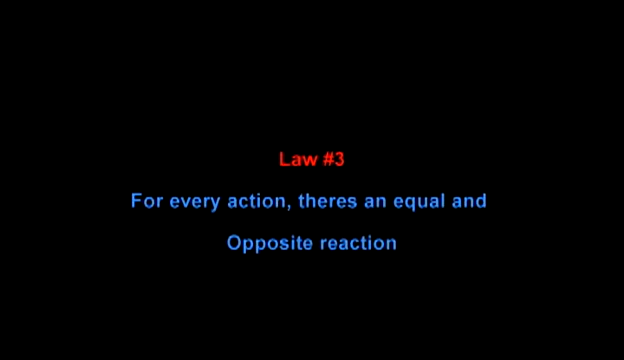 Law #3
For every action, theres an equal and
Opposite reaction